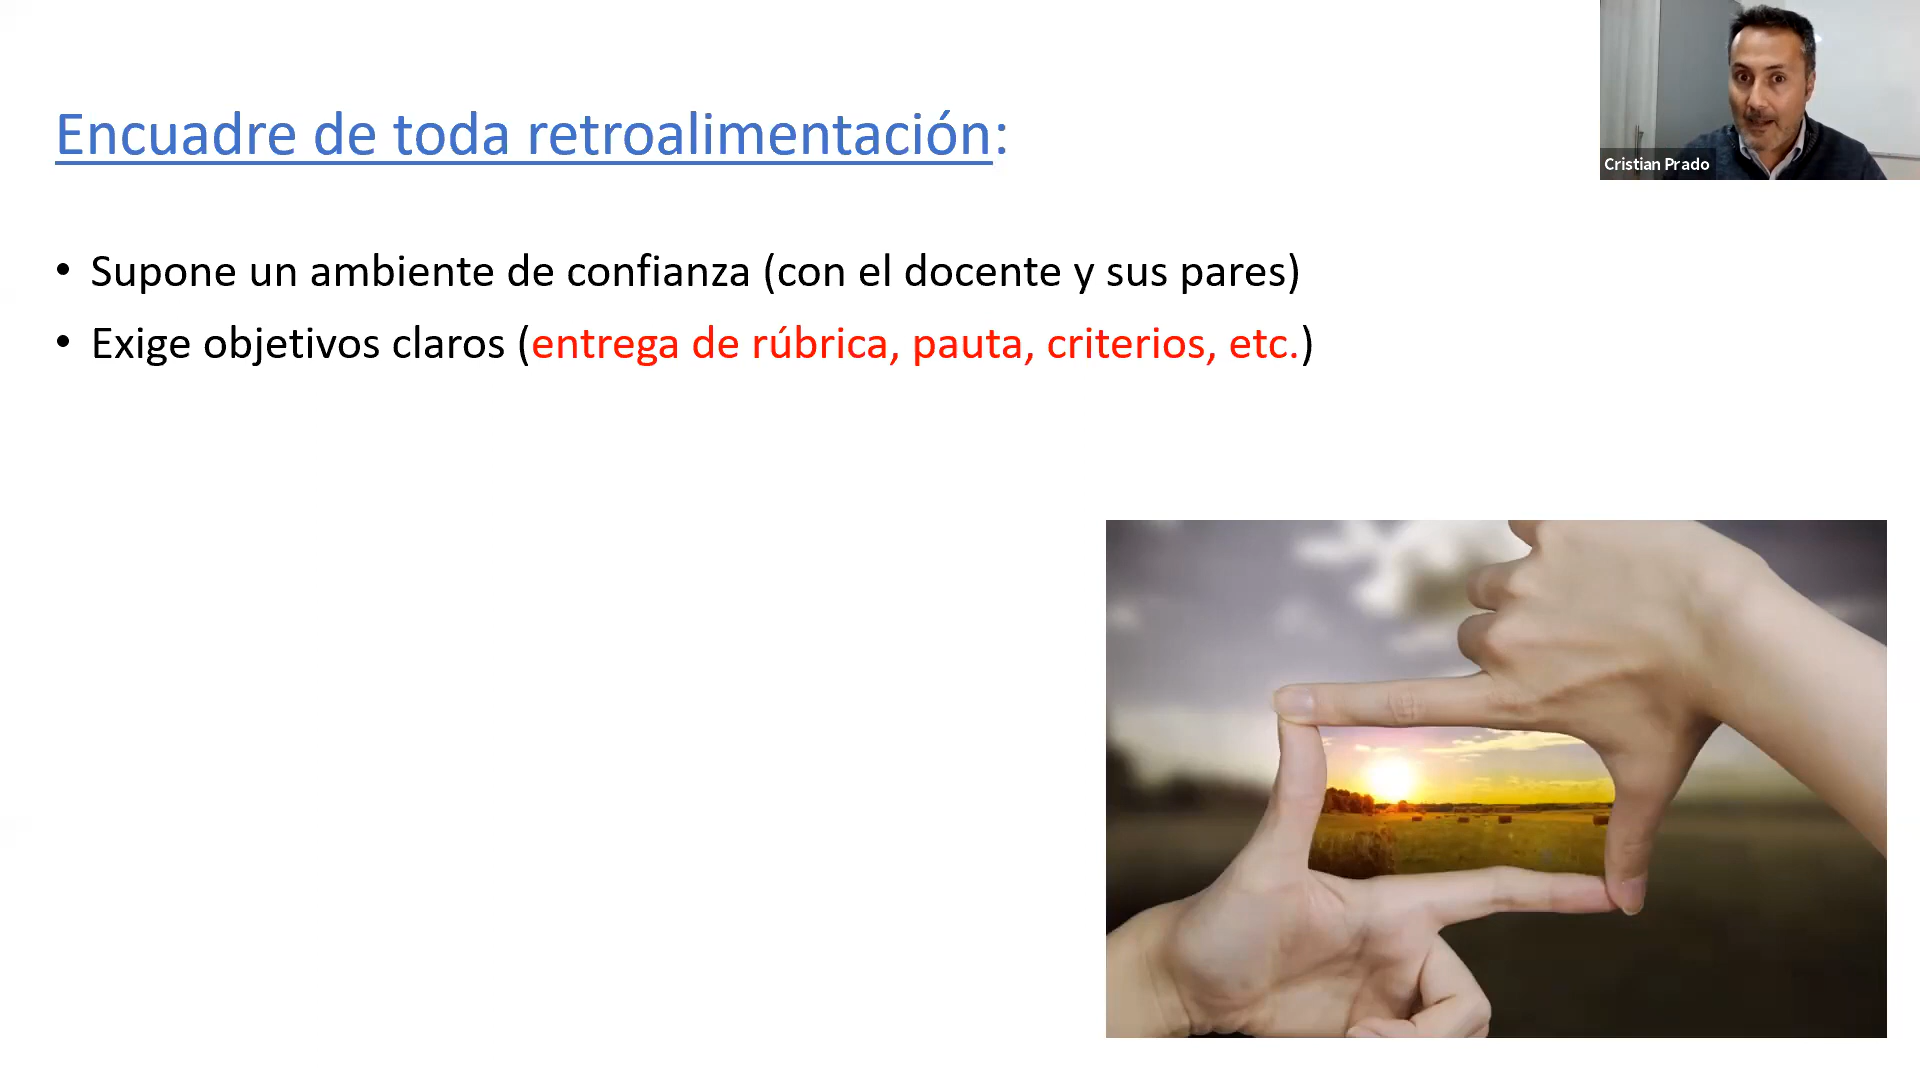 Encuadre de toda retroalimentación:
Cristian Prado
• Supone un ambiente de confianza (con el docente y sus pares)
• Exige objetivos claros (entrega de rúbrica, pauta, criterios, etc.)